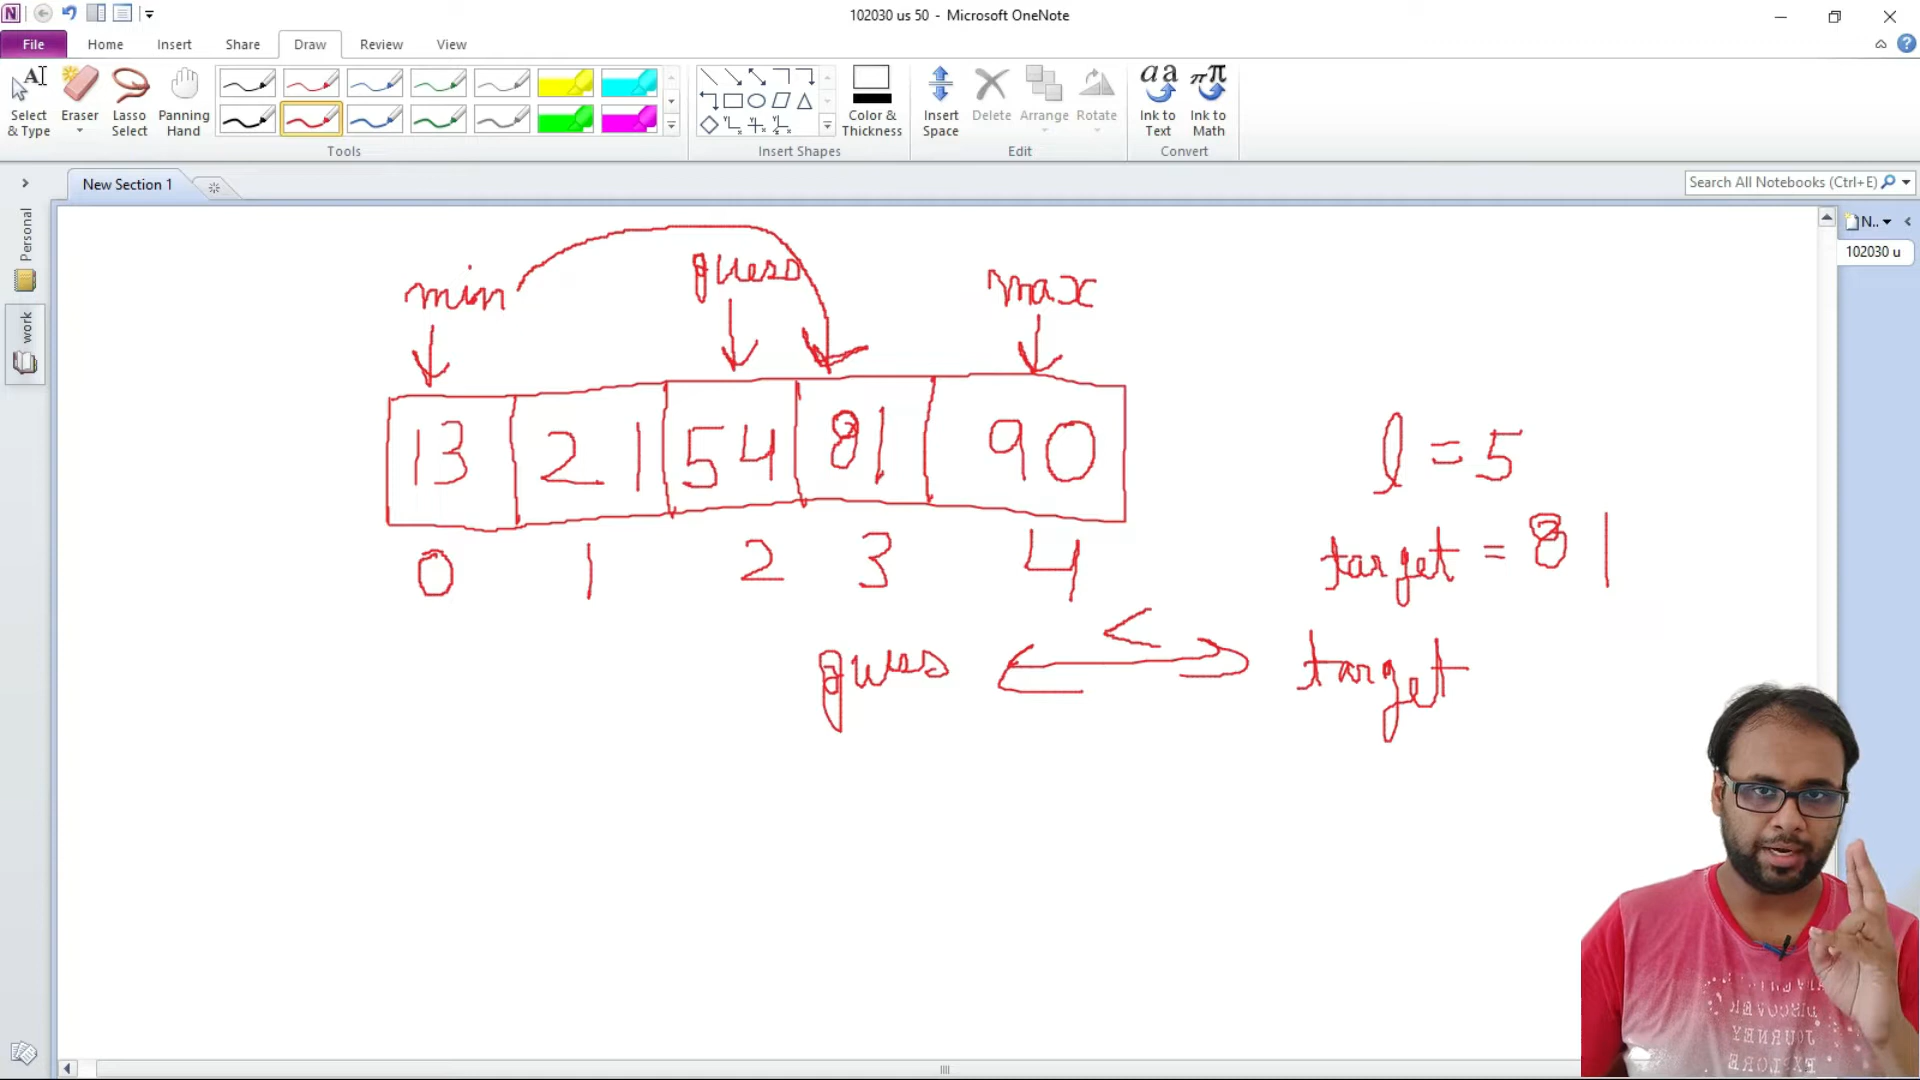 102030 us 50 - Microsoft OneNote
File Home Insert Share Draw Review View
Select & Type
Eraser
Lasso Select
Panning Hand
Tools
Insert Shapes
Color & Thickness
Insert Space
Delete
Arrange
Rotate
Edit
Ink to Text
Ink to Math
Convert
New Section 1
Search All Notebooks (Ctrl+E)
Personal
work
N..
102030 u
min guess max
13 21 54 81 90
0 1 2 3 4
l = 5
target = 81
<
guess target
DISCOVER
JOURNEY
EXPLORE